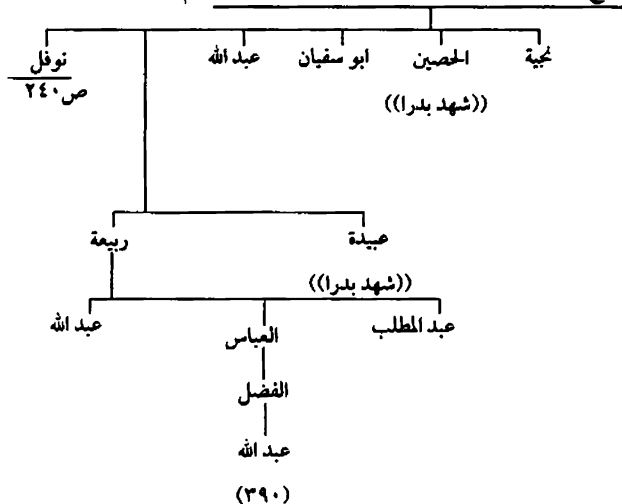 نجية الحصين ابو سفيان عبد الله نوفل
((شهد بدرا)) ص٢٤٠
عبيدة ربيعة
((شهد بدرا))
عبد المطلب العباس عبد الله
الفضل
عبد الله
(٣٩٠)